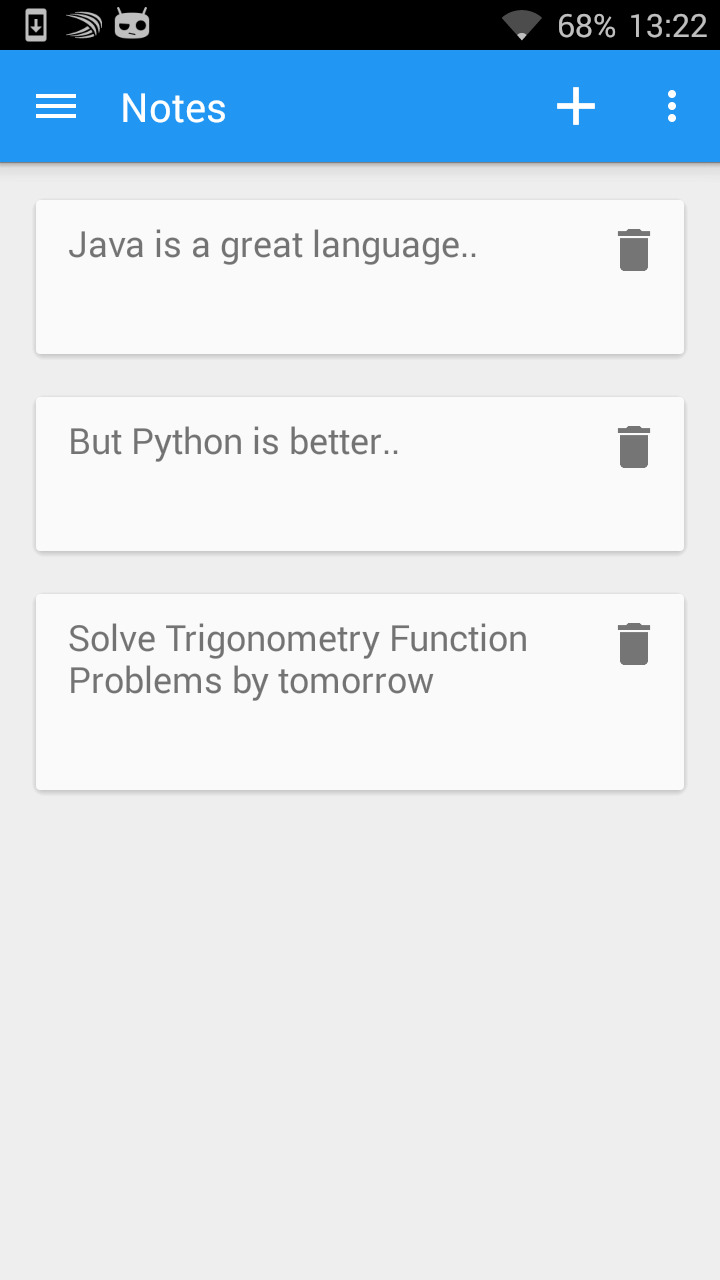 68% 13:22
Notes
Java is a great language..
But Python is better..
Solve Trigonometry Function
Problems by tomorrow